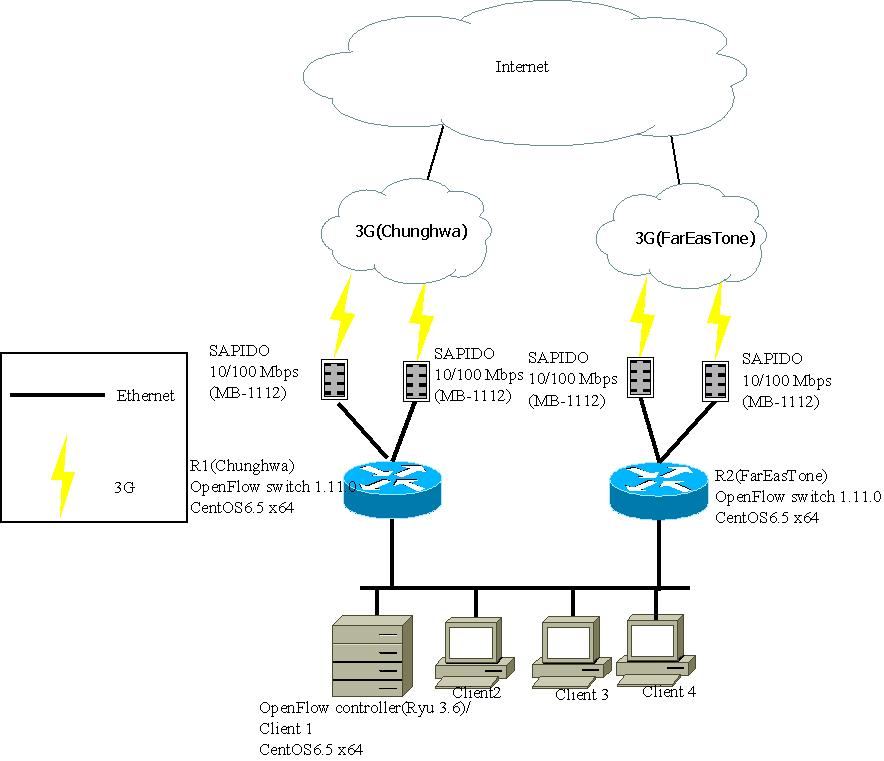 Internet
3G(Chunghwa)
3G(FarEasTone)
SAPIDO
10/100 Mbps
(MB-1112)
SAPIDO
10/100 Mbps
(MB-1112)
SAPIDO
10/100 Mbps
(MB-1112)
SAPIDO
10/100 Mbps
(MB-1112)
Ethernet
3G
R1(Chunghwa)
OpenFlow switch 1.11.0
CentOS6.5 x64
R2(FarEasTone)
OpenFlow switch 1.11.0
CentOS6.5 x64
OpenFlow controller(Ryu 3.6)/
Client 1
CentOS6.5 x64
Client2
Client 3
Client 4